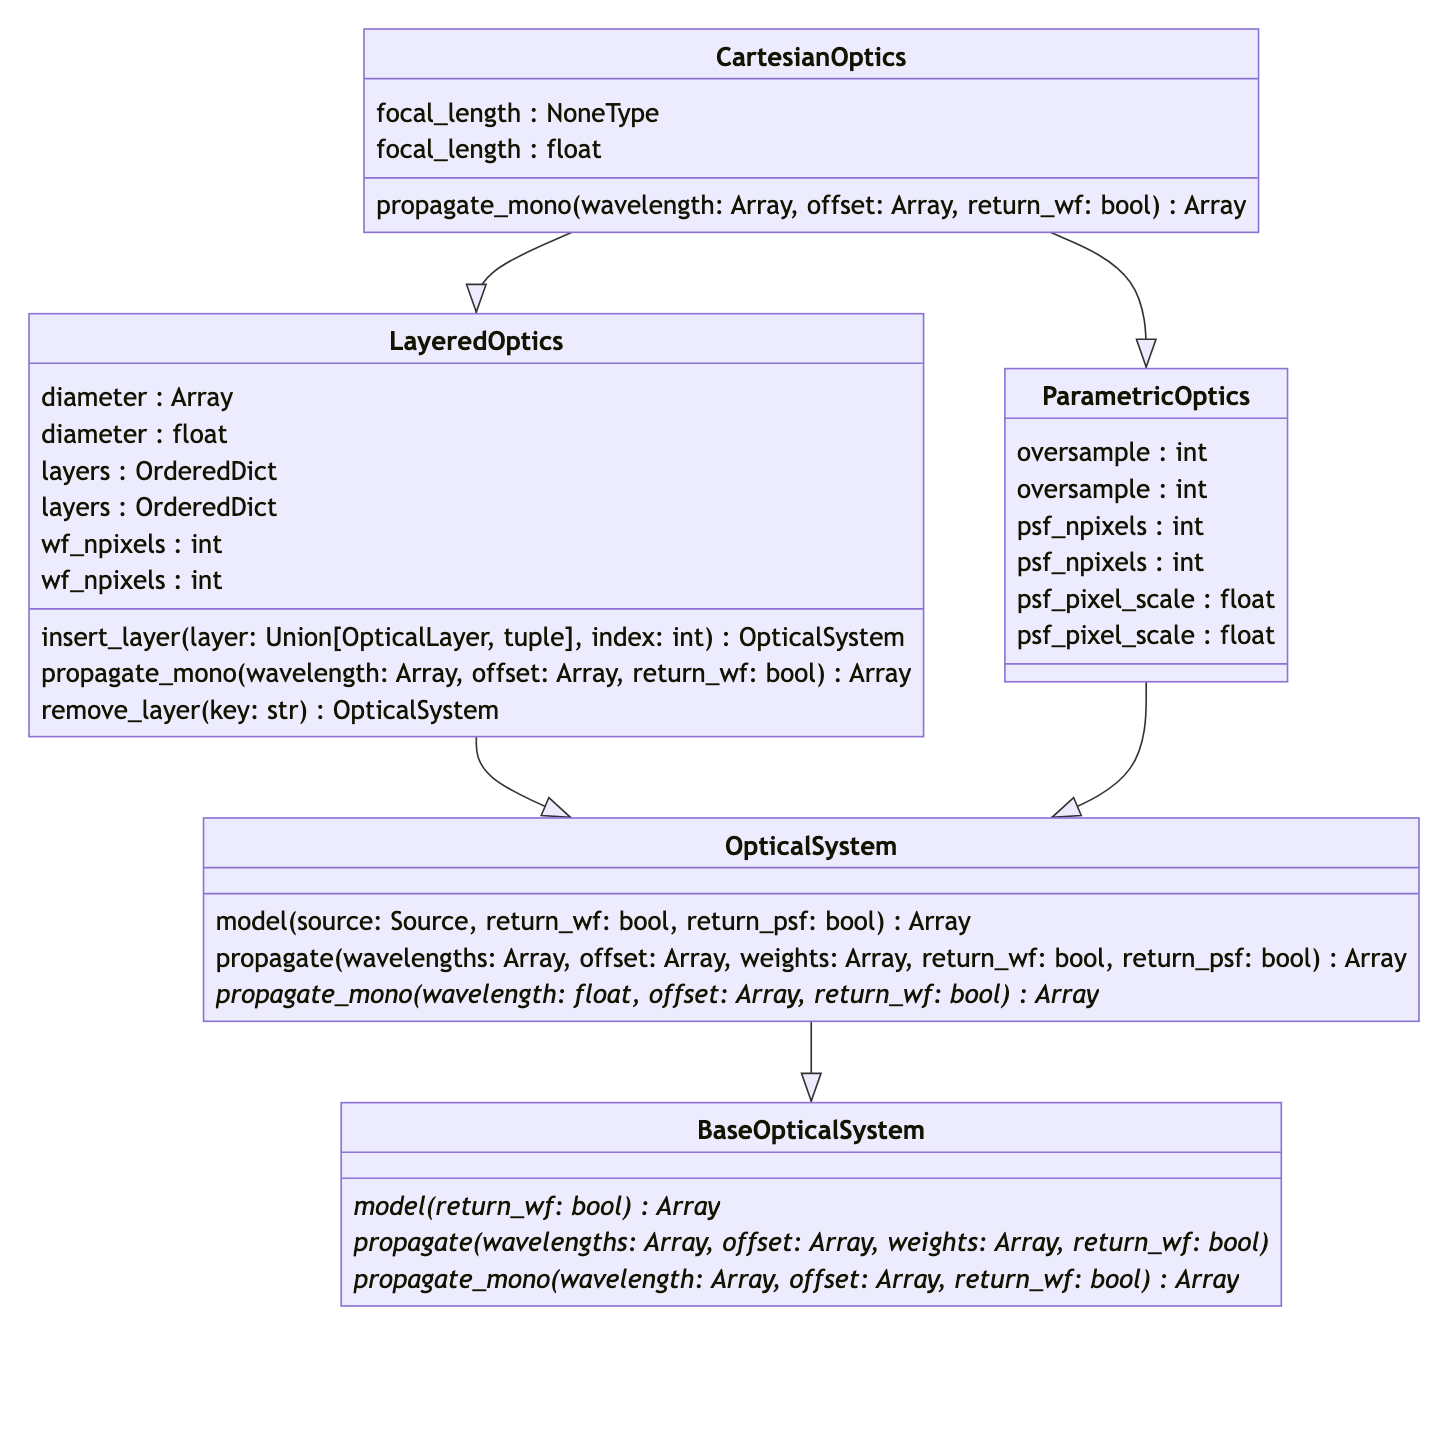 CartesianOptics
focal_length : NoneType
focal_length : float
propagate_mono(wavelength: Array, offset: Array, return_wf: bool) : Array
LayeredOptics
diameter : Array
diameter : float
layers : OrderedDict
layers : OrderedDict
wf_npixels : int
wf_npixels : int
insert_layer(layer: Union[OpticalLayer, tuple], index: int) : OpticalSystem
propagate_mono(wavelength: Array, offset: Array, return_wf: bool) : Array
remove_layer(key: str) : OpticalSystem
ParametricOptics
oversample : int
oversample : int
psf_npixels : int
psf_npixels : int
psf_pixel_scale : float
psf_pixel_scale : float
OpticalSystem
model(source: Source, return_wf: bool, return_psf: bool) : Array
propagate(wavelengths: Array, offset: Array, weights: Array, return_wf: bool, return_psf: bool) : Array
propagate_mono(wavelength: float, offset: Array, return_wf: bool) : Array
BaseOpticalSystem
model(return_wf: bool) : Array
propagate(wavelengths: Array, offset: Array, weights: Array, return_wf: bool)
propagate_mono(wavelength: Array, offset: Array, return_wf: bool) : Array